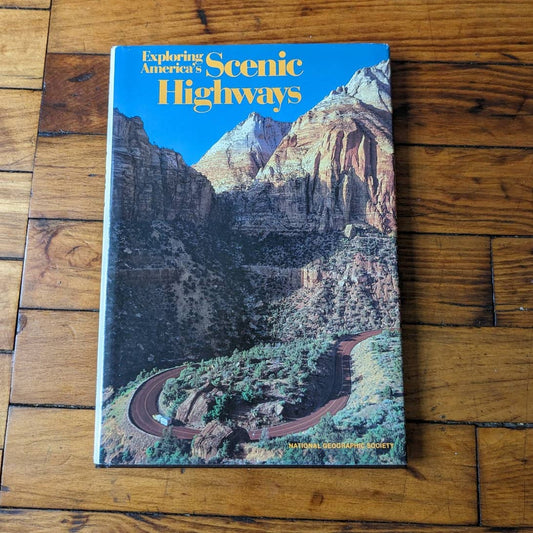 Exploring
America's
Scenic
Highways
NATIONAL GEOGRAPHIC SOCIETY